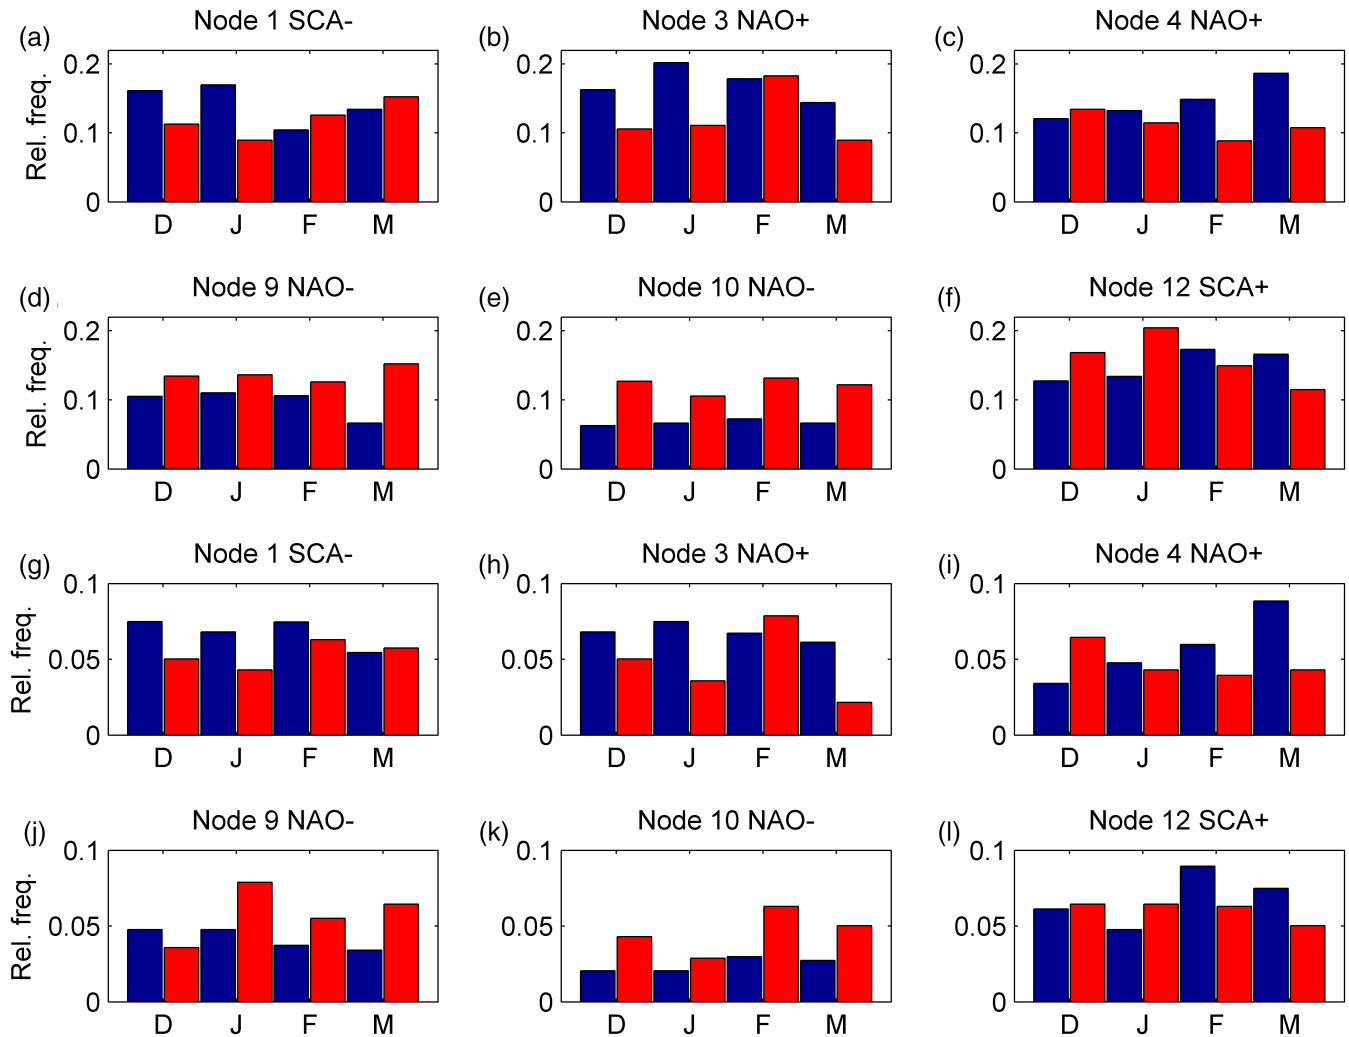 (a) Node 1 SCA- (b) Node 3 NAO+ (c) Node 4 NAO+
Rel. freq.
0.2 0.2 0.2
0.1 0.1 0.1
0 0 0
D J F M D J F M D J F M
(d) Node 9 NAO- (e) Node 10 NAO- (f) Node 12 SCA+
Rel. freq.
0.2 0.2 0.2
0.1 0.1 0.1
0 0 0
D J F M D J F M D J F M
(g) Node 1 SCA- (h) Node 3 NAO+ (i) Node 4 NAO+
Rel. freq.
0.1 0.1 0.1
0.05 0.05 0.05
0 0 0
D J F M D J F M D J F M
(j) Node 9 NAO- (k) Node 10 NAO- (l) Node 12 SCA+
Rel. freq.
0.1 0.1 0.1
0.05 0.05 0.05
0 0 0
D J F M D J F M D J F M